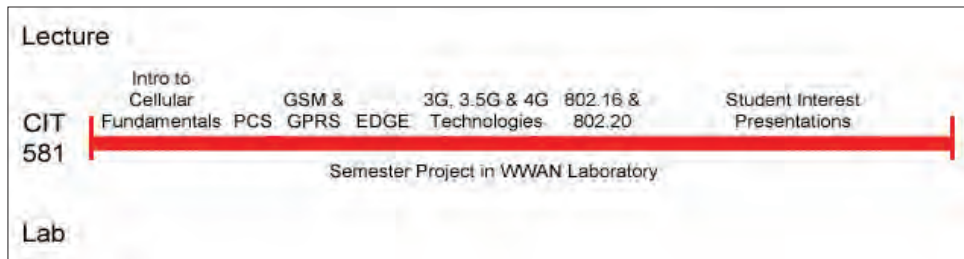 Lecture
Intro to
Cellular
Fundamentals
PCS
GSM &
GPRS
EDGE
3G, 3.5G & 4G
Technologies
802.16 &
802.20
Student Interest
Presentations
CIT
581
Semester Project in WWAN Laboratory
Lab